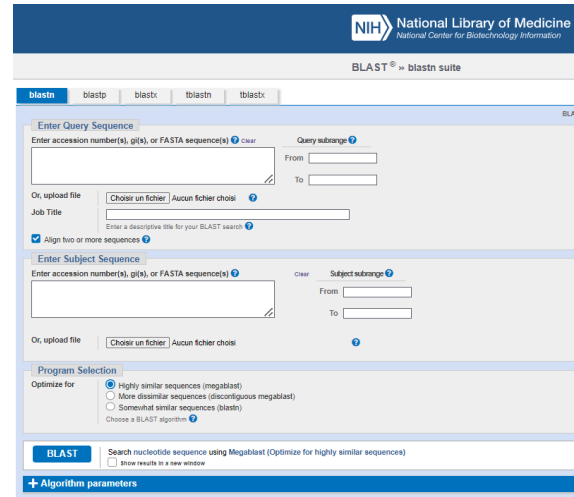 NIH National Library of Medicine
National Center for Biotechnology Information
BLAST ® » blastn suite
blastn blastp blastx tblastn tblastx
BLA
Enter Query Sequence
Enter accession number(s), gi(s), or FASTA sequence(s) Clear Query subrange
From
To
Or, upload file Choisir un fichier Aucun fichier choisi
Job Title
Enter a descriptive title for your BLAST search
Align two or more sequences
Enter Subject Sequence
Enter accession number(s), gi(s), or FASTA sequence(s) Clear Subject subrange
From
To
Or, upload file Choisir un fichier Aucun fichier choisi
Program Selection
Optimize for Highly similar sequences (megablast)
More dissimilar sequences (discontiguous megablast)
Somewhat similar sequences (blastn)
Choose a BLAST algorithm
BLAST Search nucleotide sequence using Megablast (Optimize for highly similar sequences)
Show results in a new window
+ Algorithm parameters